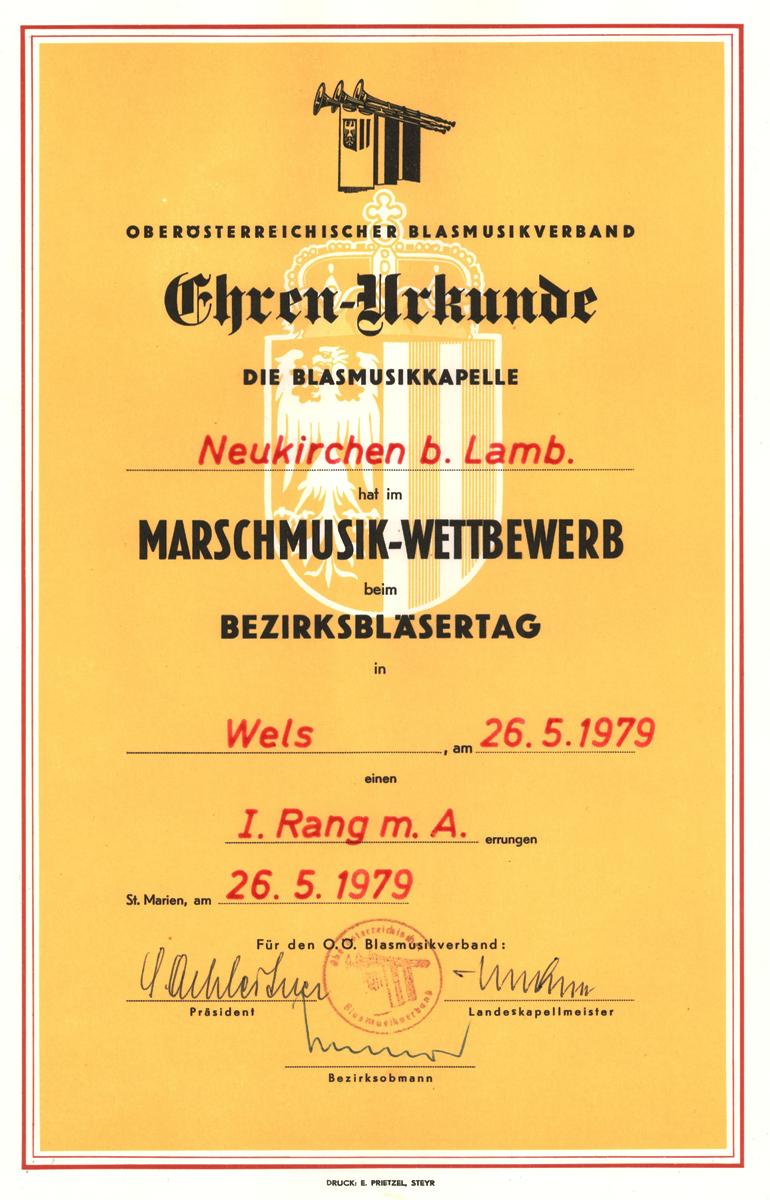 OBERÖSTERREICHISCHER BLASMUSIKVERBAND
Ehren-Urkunde
DIE BLASMUSIKKAPELLE
Neukirchen b. Lamb.
hat im
MARSCHMUSIK-WETTBEWERB
beim
BEZIRKSBLÄSERTAG
in
Wels, am 26. 5. 1979
einen
I. Rang m. A. errungen
St. Marien, am 26. 5. 1979
Für den O.Ö. Blasmusikverband:
Präsident
Landeskapellmeister
Blasmusikverband
Bezirksobmann
DRUCK: E. PRIETZEL, STEYR